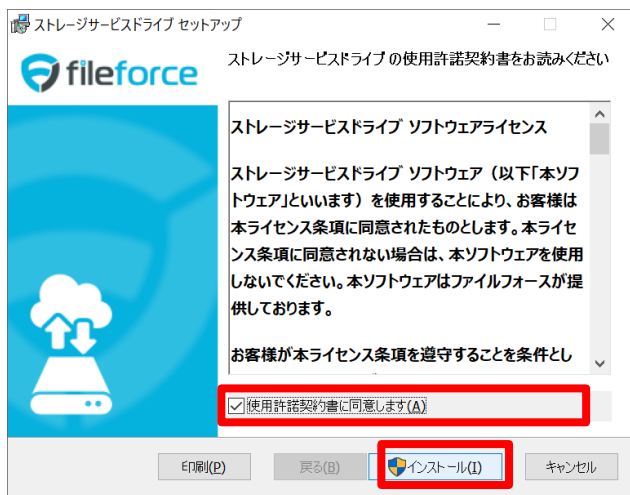 ストレージサービスドライブ セットアップ
fileforce
ストレージサービスドライブ の使用許諾契約書をお読みください
ストレージサービスドライブ ソフトウェアライセンス
ストレージサービスドライブ ソフトウェア（以下「本ソフ
トウェア」といいます）を使用することにより、お客様は
本ライセンス条項に同意されたものとします。本ライセ
ンス条項に同意されない場合は、本ソフトウェアを使用
しないでください。本ソフトウェアはファイルフォースが提
供しております。
お客様が本ライセンス条項を遵守することを条件とし
使用許諾契約書に同意します(A)
印刷(P)
戻る(B)
インストール(I)
キャンセル